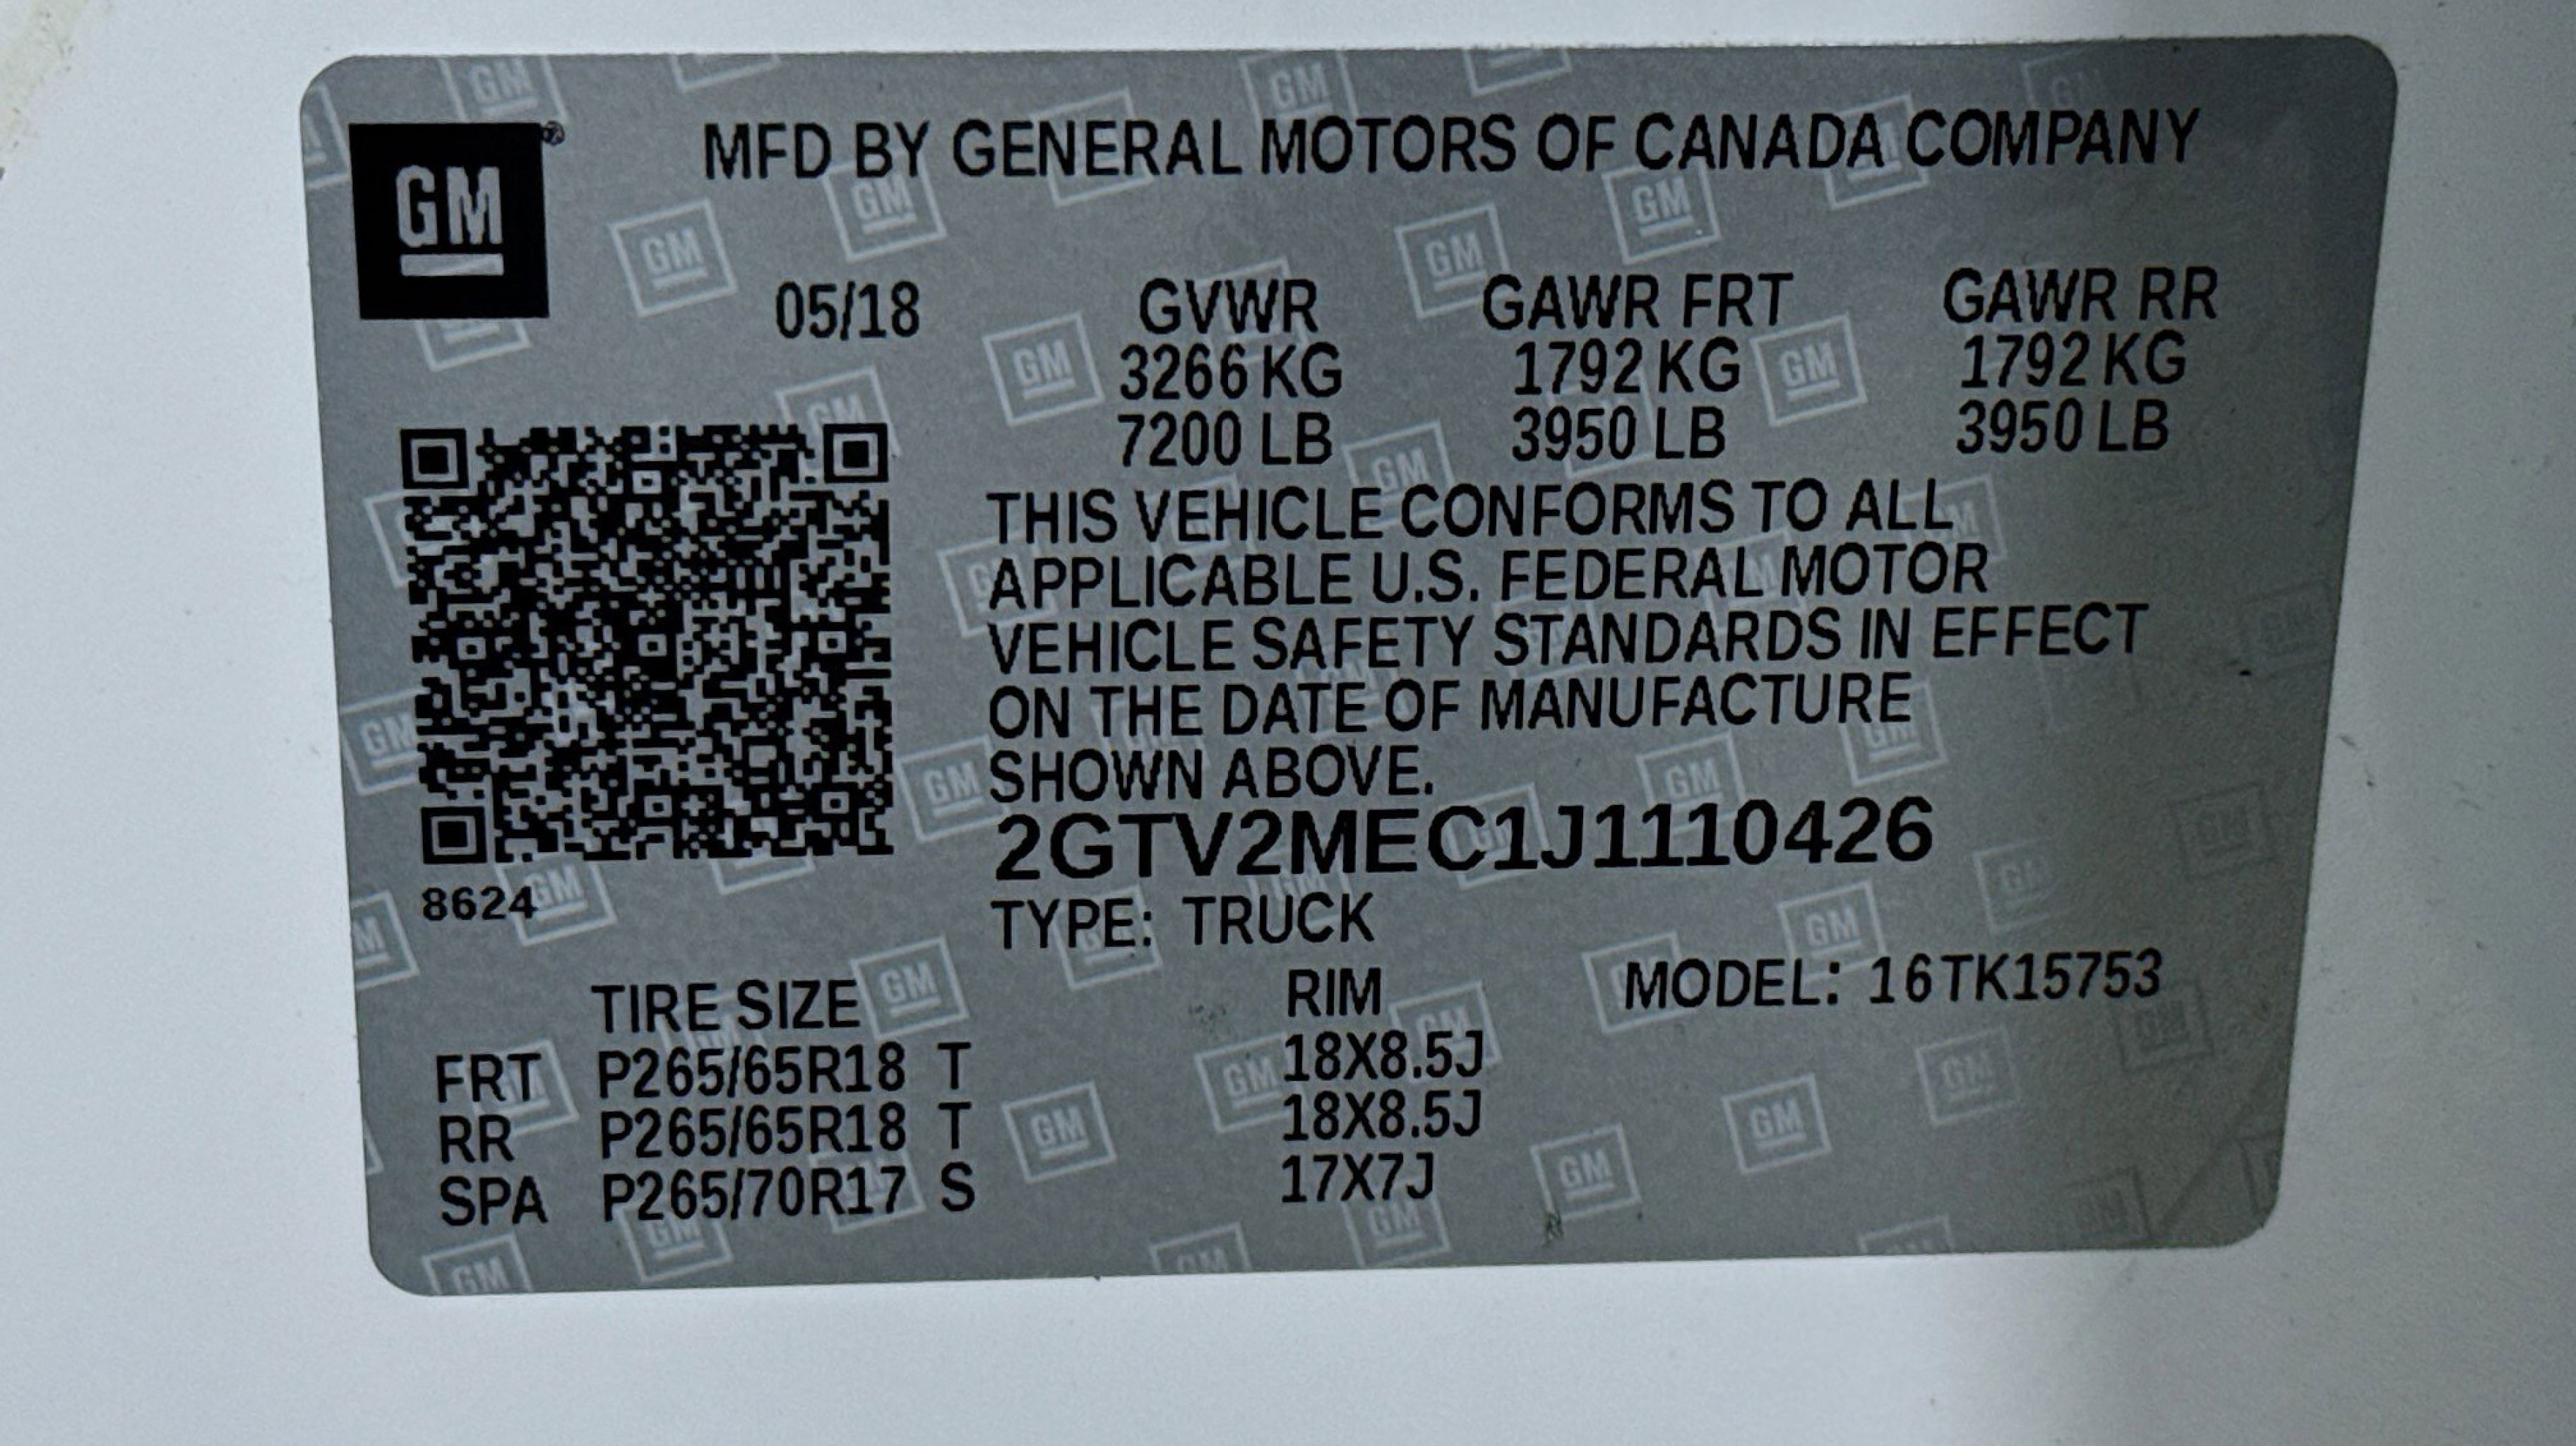 GM
MFD BY GENERAL MOTORS OF CANADA COMPANY
05/18 GVWR GAWR FRT GAWR RR
3266 KG 1792 KG 1792 KG
7200 LB 3950 LB 3950 LB
THIS VEHICLE CONFORMS TO ALL
APPLICABLE U.S. FEDERAL MOTOR
VEHICLE SAFETY STANDARDS IN EFFECT
ON THE DATE OF MANUFACTURE
SHOWN ABOVE.
2GTV2MEC1J1110426
8624
TYPE: TRUCK
TIRE SIZE RIM MODEL: 16TK15753
FRT P265/65R18 T 18X8.5J
RR P265/65R18 T 18X8.5J
SPA P265/70R17 S 17X7J